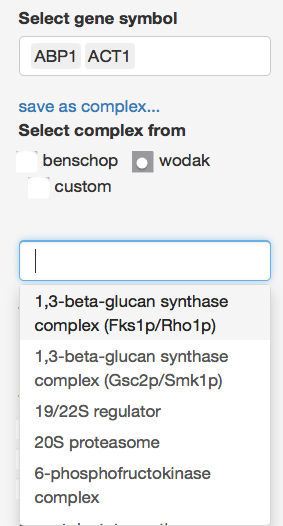 Select gene symbol
ABP1 ACT1
save as complex...
Select complex from
benschop wodak
custom
1,3-beta-glucan synthase
complex (Fks1p/Rho1p)
1,3-beta-glucan synthase
complex (Gsc2p/Smk1p)
19/22S regulator
20S proteasome
6-phosphofructokinase
complex